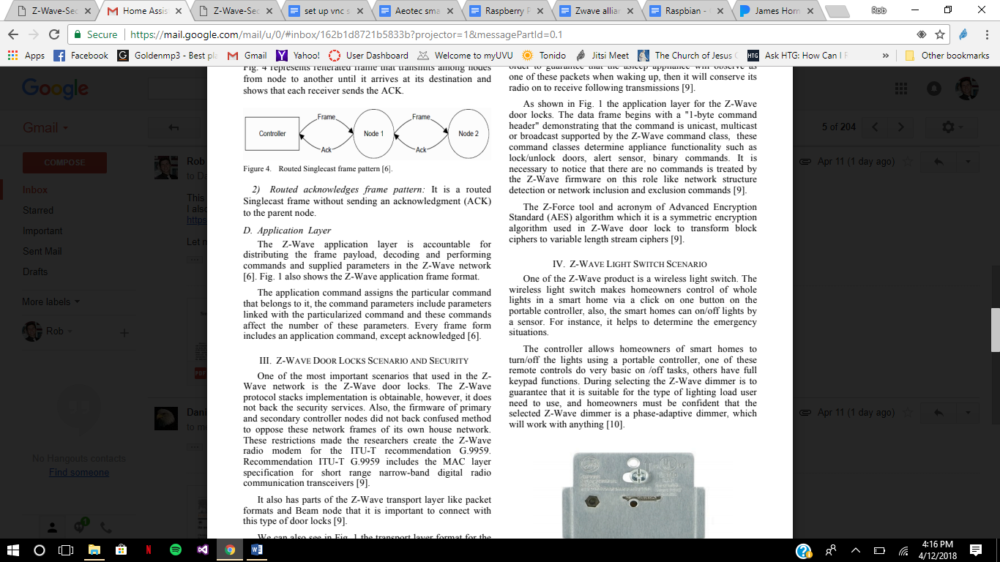 Z-Wave-Sec
Home Assis
Z-Wave-Sec
set up vnc s
Aeotec sma
Raspberry P
Zwave allian
Raspbian -
James Horn
Rob
Secure
https://mail.google.com/mail/u/0/#inbox/162b1d8721b5833b?projector=1&messagePartId=0.1
Apps
Facebook
Goldenmp3 - Best pla
Gmail
Yahoo!
User Dashboard
Welcome to myUVU
Tonido
Jitsi Meet
The Church of Jesus C
HTG
Ask HTG: How Can I F
»
Other bookmarks
Google
Gmail
COMPOSE
Inbox
Starred
Important
Sent Mail
Drafts
More labels
Rob
No Hangouts contacts
Find someone
1
Rob
to Da
This
I als
https
Let
PDF
Dani
to me
Fig. 4 represents reiterated frame that transmits among nodes
from node to another until it arrives at its destination and
shows that each receiver sends the ACK.
Frame
Frame
Controller
Node 1
Node 2
Ack
Ack
Figure 4. Routed Singlecast frame pattern [6].
2) Routed acknowledges frame pattern: It is a routed
Singlecast frame without sending an acknowledgment (ACK)
to the parent node.
D. Application Layer
The Z-Wave application layer is accountable for
distributing the frame payload, decoding and performing
commands and supplied parameters in the Z-Wave network
[6]. Fig. 1 also shows the Z-Wave application frame format.
The application command assigns the particular command
that belongs to it, the command parameters include parameters
linked with the particularized command and these commands
affect the number of these parameters. Every frame form
includes an application command, except acknowledged [6].
III. Z-WAVE DOOR LOCKS SCENARIO AND SECURITY
One of the most important scenarios that used in the Z-
Wave network is the Z-Wave door locks. The Z-Wave
protocol stacks implementation is obtainable, however, it does
not back the security services. Also, the firmware of primary
and secondary controller nodes did not back confused method
to oppose these network frames of its own house network.
These restrictions made the researchers create the Z-Wave
radio modem for the ITU-T recommendation G.9959.
Recommendation ITU-T G.9959 includes the MAC layer
specification for short range narrow-band digital radio
communication transceivers [9].
It also has parts of the Z-Wave transport layer like packet
formats and Beam node that it is important to connect with
this type of door locks [9].
We can also see in Fig. 1 the transport layer format for the
order to guarantee that the asleep appliance will observe as
one of these packets when waking up, then it will conserve its
radio on to receive following transmissions [9].
As shown in Fig. 1 the application layer for the Z-Wave
door locks. The data frame begins with a "1-byte command
header" demonstrating that the command is unicast, multicast
or broadcast supported by the Z-Wave command class, these
command classes determine appliance functionality such as
lock/unlock doors, alert sensor, binary commands. It is
necessary to notice that there are no commands is treated by
the Z-Wave firmware on this role like network structure
detection or network inclusion and exclusion commands [9].
The Z-Force tool and acronym of Advanced Encryption
Standard (AES) algorithm which it is a symmetric encryption
algorithm used in Z-Wave door lock to transform block
ciphers to variable length stream ciphers [9].
IV. Z-WAVE LIGHT SWITCH SCENARIO
One of the Z-Wave product is a wireless light switch. The
wireless light switch makes homeowners control of whole
lights in a smart home via a click on one button on the
portable controller, also, the smart homes can on/off lights by
a sensor. For instance, it helps to determine the emergency
situations.
The controller allows homeowners of smart homes to
turn/off the lights using a portable controller, one of these
remote controls do very basic on /off tasks, others have full
keypad functions. During selecting the Z-Wave dimmer is to
guarantee that it is suitable for the type of lighting load user
need to use, and homeowners must be confident that the
selected Z-Wave dimmer is a phase-adaptive dimmer, which
will work with anything [10].
5 of 204
Apr 11 (1 day ago)
Apr 11 (1 day ago)
4:16 PM
4/12/2018